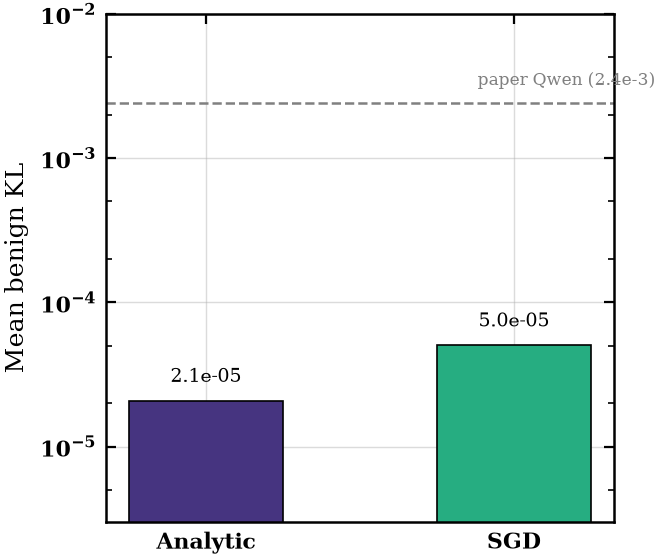 10⁻²
paper Qwen (2.4e-3)
10⁻³
Mean benign KL
10⁻⁴
5.0e-05
2.1e-05
10⁻⁵
Analytic SGD